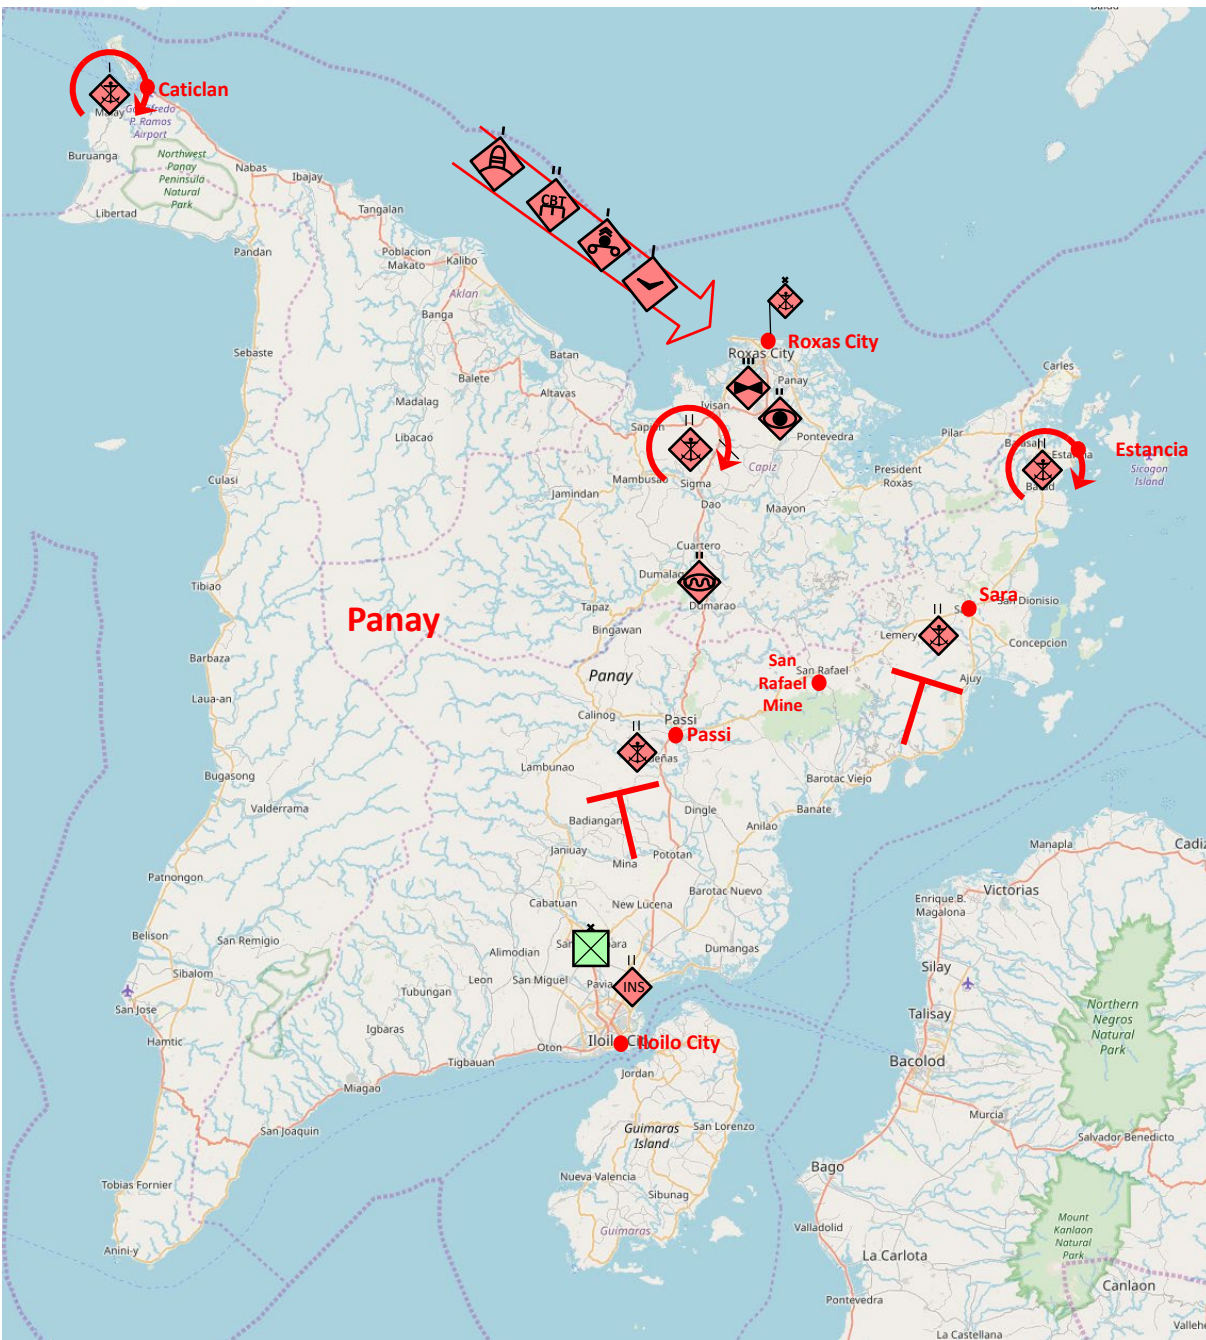 Caticlan
Malay
P. Ramos
Airport
Buruanga
Northwest
Panay
Peninsula
Natural
Park
Nabas
Ibajay
Libertad
Tangalan
Pandan
Poblacion
Makato
Kalibo
Aklan
Banga
CBT
Sebaste
Batan
Balete
Altavas
Madalag
Libacao
Roxas City
Roxas City
Panay
Ivisan
Carles
Pontevedra
Pilar
Estancia
Sicogon
Island
Capiz
Culasi
Mambusao
Sigma
President
Roxas
Jamindan
Dao
Maayon
Cuartero
Dumalag
Tibiao
Tapaz
Dumarao
Sara
San Dionisio
Panay
Bingawan
Lemery
Concepcion
Barbaza
San
Rafael
Mine
San Rafael
Panay
Ajuy
Laua-an
Calinog
Passi
Passi
Lambunao
Bugasong
Barotac Viejo
Valderrama
Dingle
Banate
Badiangan
Anilao
Janiuay
Mina
Pototan
Manapla
Cadiz
Patnongon
Barotac Nuevo
Victorias
Cabatuan
New Lucena
Enrique B.
Magalona
Belison
San Remigio
Alimodian
Dumangas
Sibalom
Leon
San Miguel
Pavia
INS
Silay
San Jose
Tubungan
Talisay
Northern
Negros
Natural
Park
Igbaras
Hamtic
Oton
Iloilo City
Tigbauan
Bacolod
Jordan
Miagao
Murcia
San Joaquin
Guimaras
Island
San Lorenzo
Salvador Benedicto
Bago
Tobias Fornier
Nueva Valencia
Sibunag
Guimaras
Valladolid
Mount
Kanlaon
Natural
Park
Anini-y
La Carlota
Canlaon
Pontevedra
La Castellana